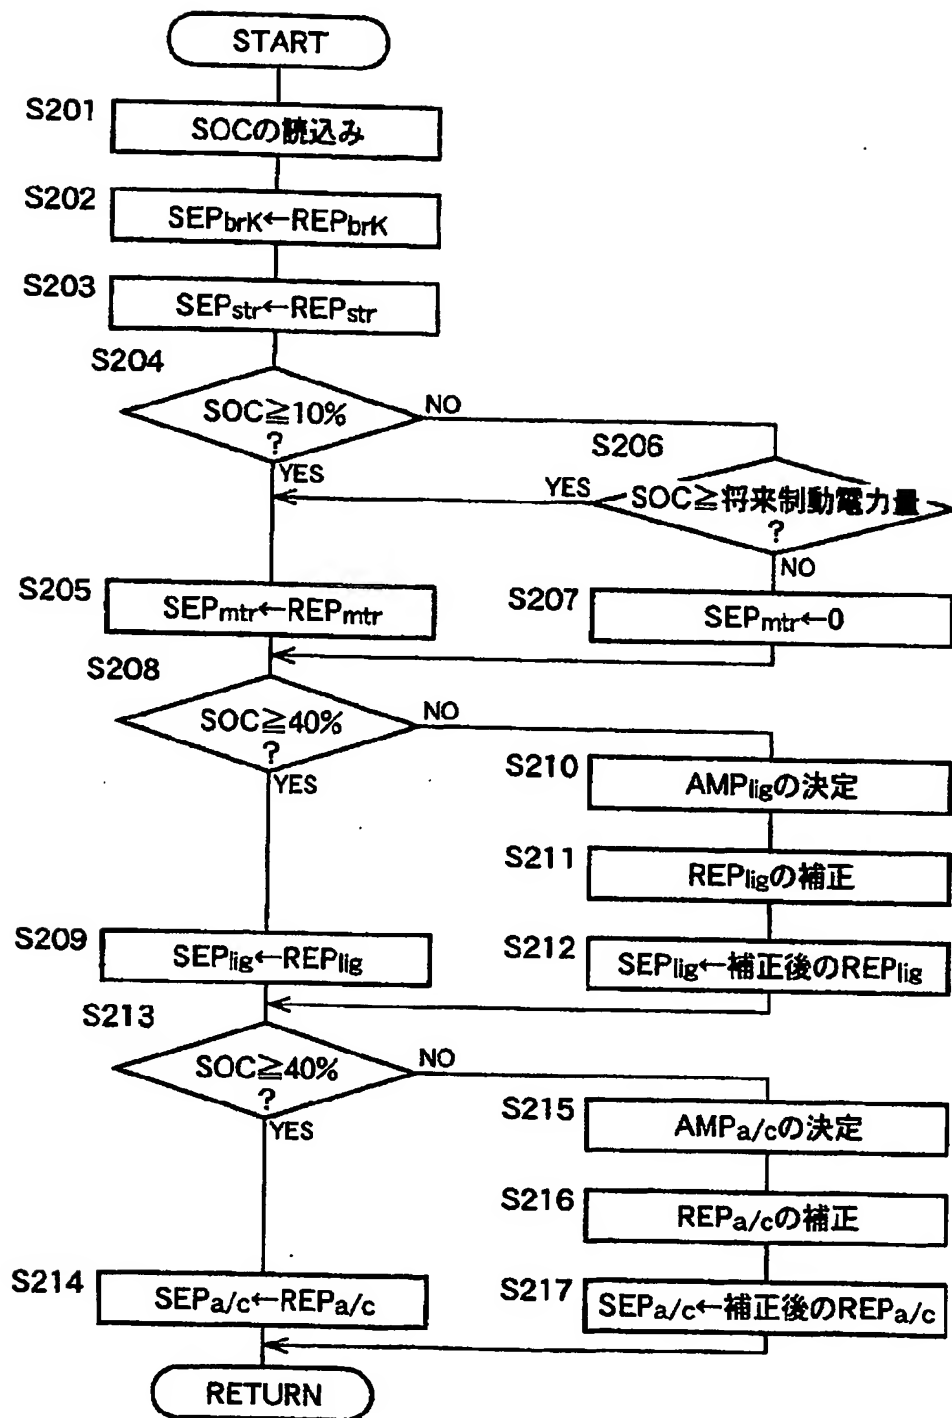 START
S201
SOCの読込み
S202
SEPbrK←REPbrK
S203
SEPstr←REPstr
S204
SOC≧10%
?
NO
YES
S206
SOC≧将来制動電力量
?
YES
NO
S205
SEPmtr←REPmtr
S207
SEPmtr←0
S208
SOC≧40%
?
NO
YES
S210
AMPligの決定
S211
REPligの補正
S209
SEPlig←REPlig
S212
SEPlig←補正後のREPlig
S213
SOC≧40%
?
NO
YES
S215
AMPa/cの決定
S216
REPa/cの補正
S214
SEPa/c←REPa/c
S217
SEPa/c←補正後のREPa/c
RETURN